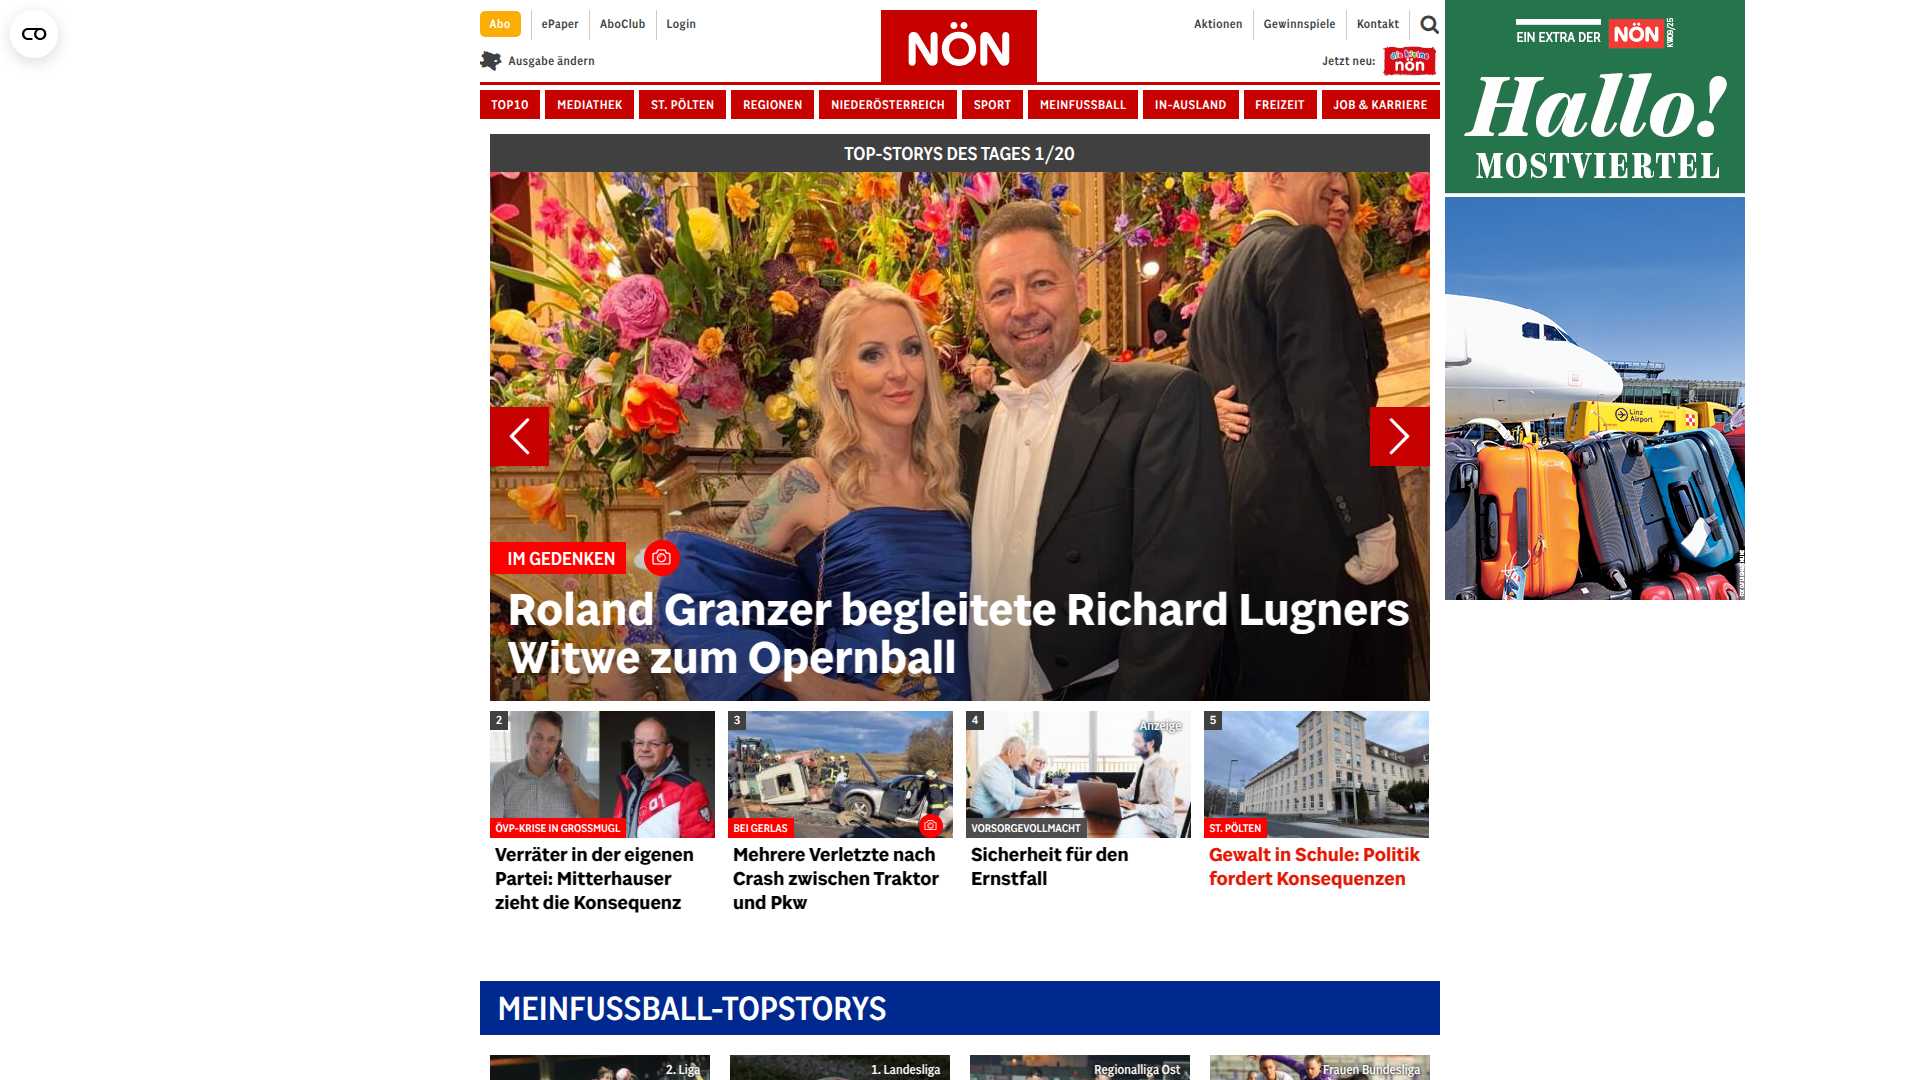 Abo
ePaper
AboClub
Login
NÖN
Aktionen
Gewinnspiele
Kontakt
Ausgabe ändern
Jetzt neu:
die kleine
nön
TOP10
MEDIATHEK
ST. PÖLTEN
REGIONEN
NIEDERÖSTERREICH
SPORT
MEINFUSSBALL
IN-AUSLAND
FREIZEIT
JOB & KARRIERE
EIN EXTRA DER NÖN
KW09/25
Hallo!
MOSTVIERTEL
Linz
Airport
TOP-STORYS DES TAGES 1/20
IM GEDENKEN
Roland Granzer begleitete Richard Lugners
Witwe zum Opernball
2
ÖVP-KRISE IN GROSSMUGL
Verräter in der eigenen
Partei: Mitterhauser
zieht die Konsequenz
3
BEI GERLAS
Mehrere Verletzte nach
Crash zwischen Traktor
und Pkw
4
Anzeige
VORSORGEVOLLMACHT
Sicherheit für den
Ernstfall
5
ST. PÖLTEN
Gewalt in Schule: Politik
fordert Konsequenzen
MEINFUSSBALL-TOPSTORYS
2. Liga
1. Landesliga
Regionalliga Ost
Frauen Bundesliga